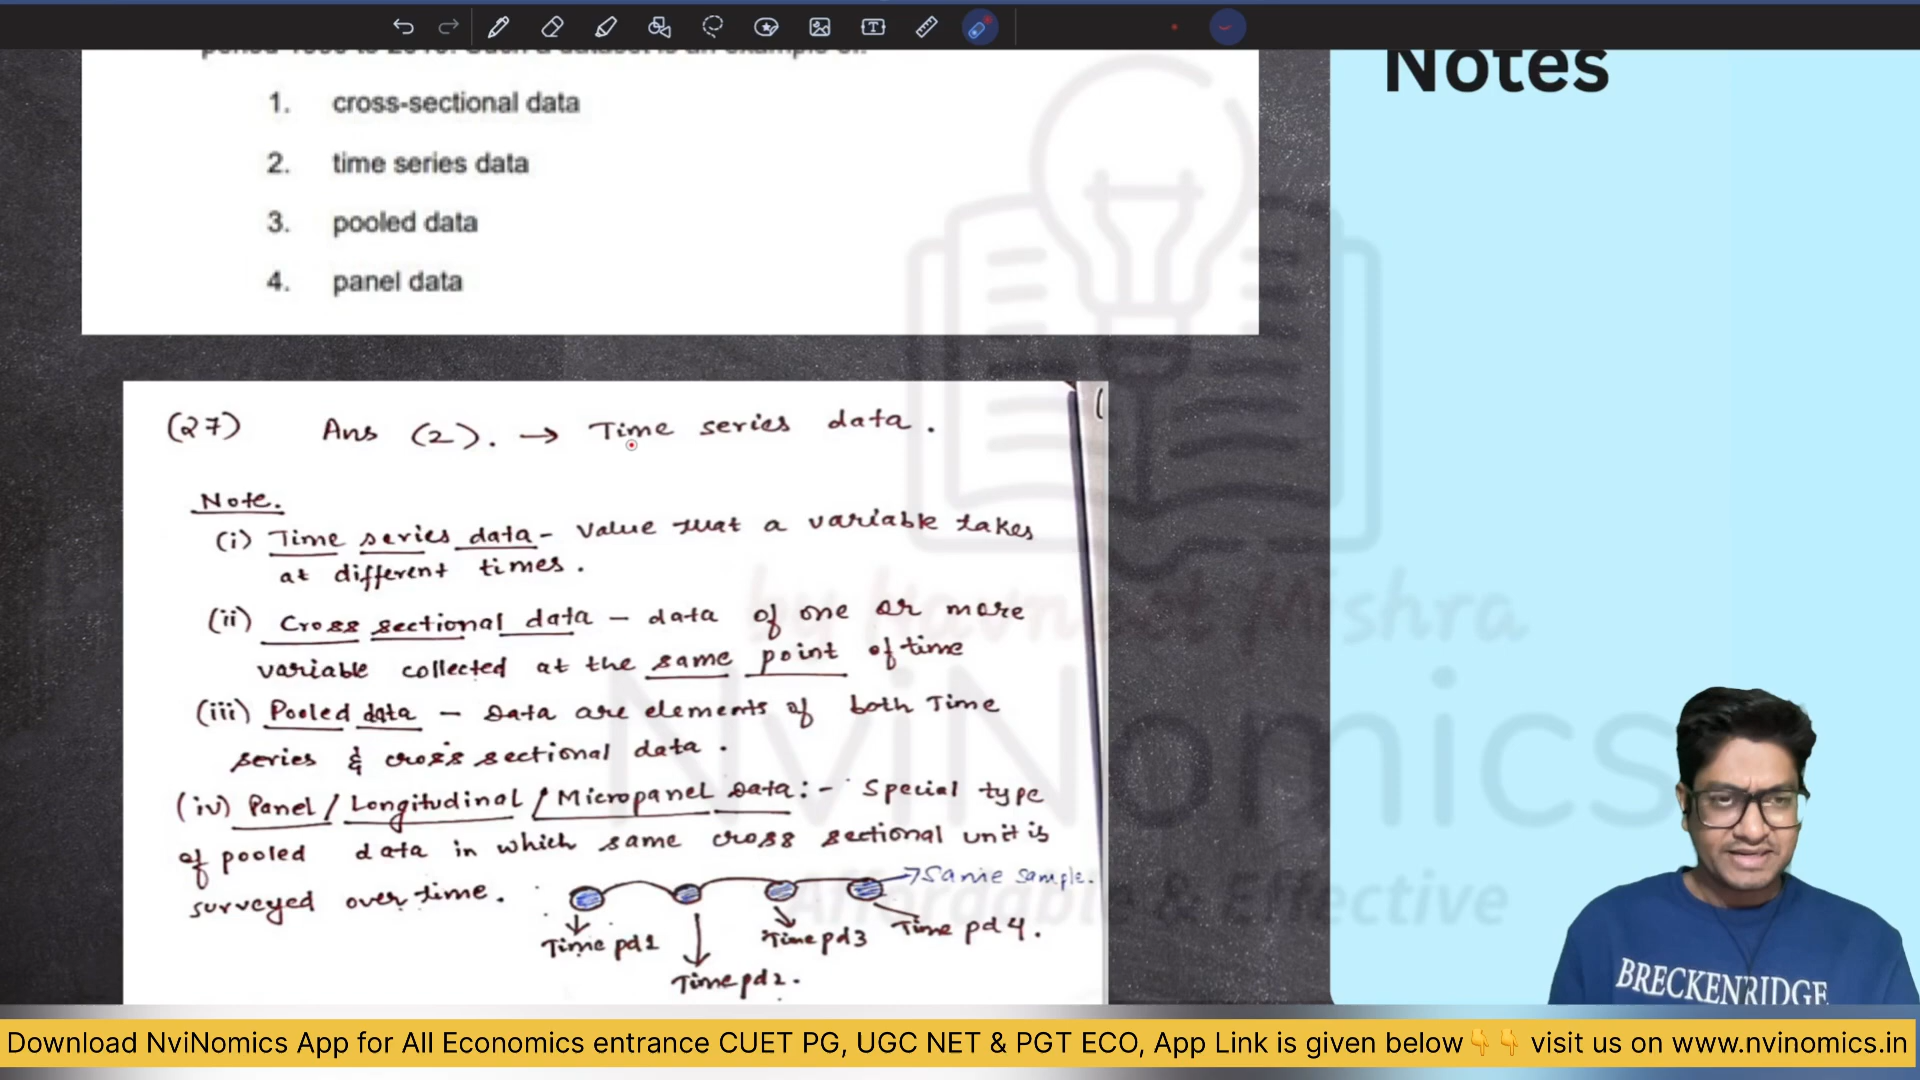 Notes
1. cross-sectional data
2. time series data
3. pooled data
4. panel data
(27) Ans (2). → Time series data.
Note.
(i) Time series data - Value that a variable takes
at different times.
(ii) Cross sectional data - data of one or more
variable collected at the same point of time
(iii) Pooled data - Data are elements of both Time
series & cross sectional data.
(iv) Panel / Longitudinal / Micropanel Data:- Special type
of pooled data in which same cross sectional unit is
surveyed over time.
→ Same sample.
Time pd 1
Time pd 2.
Time pd 3
Time pd 4.
by Navneet Mishra
NviNomics
Affordable & Effective
BRECKENRIDGE
Download NviNomics App for All Economics entrance CUET PG, UGC NET & PGT ECO, App Link is given below👇👇 visit us on www.nvinomics.in